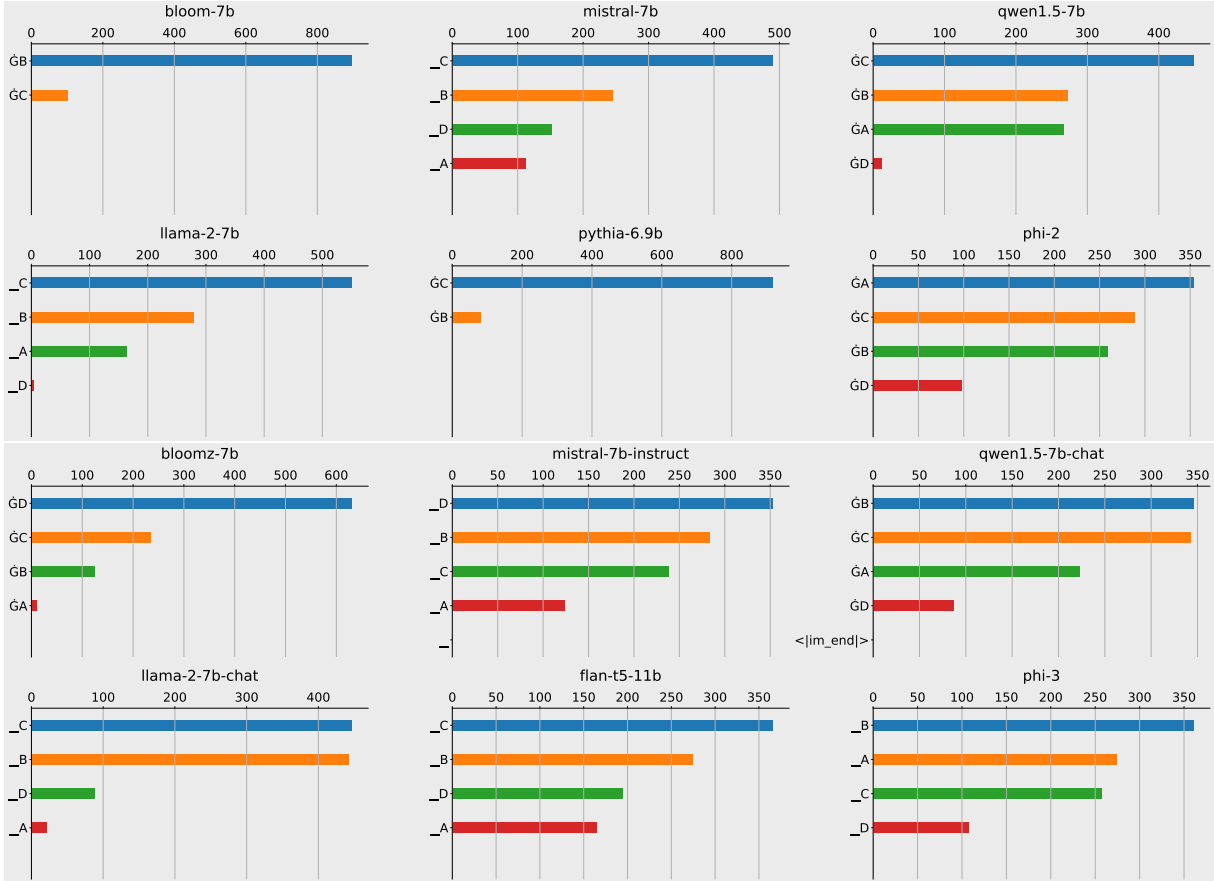 bloom-7b
0 200 400 600 800
ĠB
ĠC
mistral-7b
0 100 200 300 400 500
_C
_B
_D
_A
qwen1.5-7b
0 100 200 300 400
ĠC
ĠB
ĠA
ĠD
llama-2-7b
0 100 200 300 400 500
_C
_B
_A
_D
pythia-6.9b
0 200 400 600 800
ĠC
ĠB
phi-2
0 50 100 150 200 250 300 350
ĠA
ĠC
ĠB
ĠD
bloomz-7b
0 100 200 300 400 500 600
ĠD
ĠC
ĠB
ĠA
mistral-7b-instruct
0 50 100 150 200 250 300 350
_D
_B
_C
_A
_
qwen1.5-7b-chat
0 50 100 150 200 250 300 350
ĠB
ĠC
ĠA
ĠD
<|im_end|>
llama-2-7b-chat
0 100 200 300 400
_C
_B
_D
_A
flan-t5-11b
0 50 100 150 200 250 300 350
_C
_B
_D
_A
phi-3
0 50 100 150 200 250 300 350
_B
_A
_C
_D